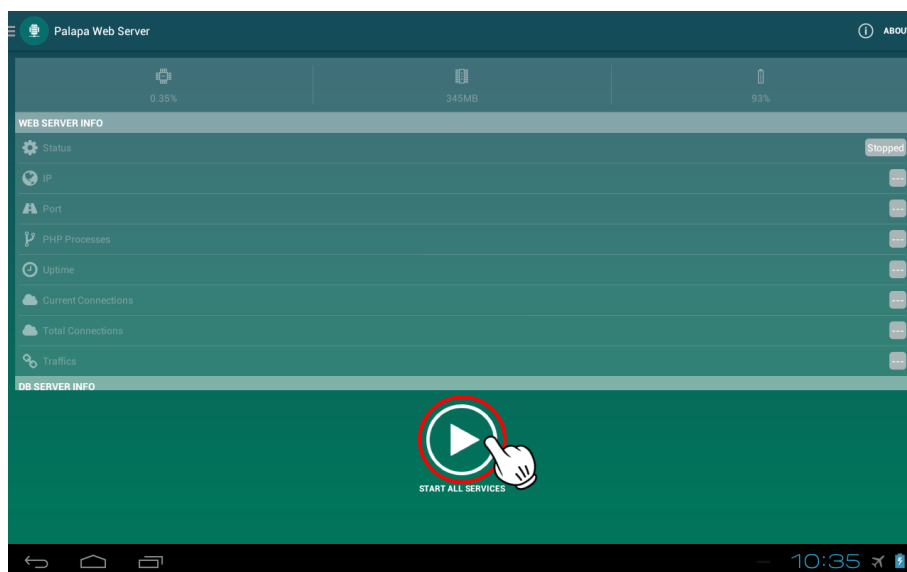 Palapa Web Server
ABOU
0.35% 345MB 93%
WEB SERVER INFO
Status Stopped
IP ---
Port ---
PHP Processes ---
Uptime ---
Current Connections ---
Total Connections ---
Traffics ---
DB SERVER INFO
START ALL SERVICES
10:35